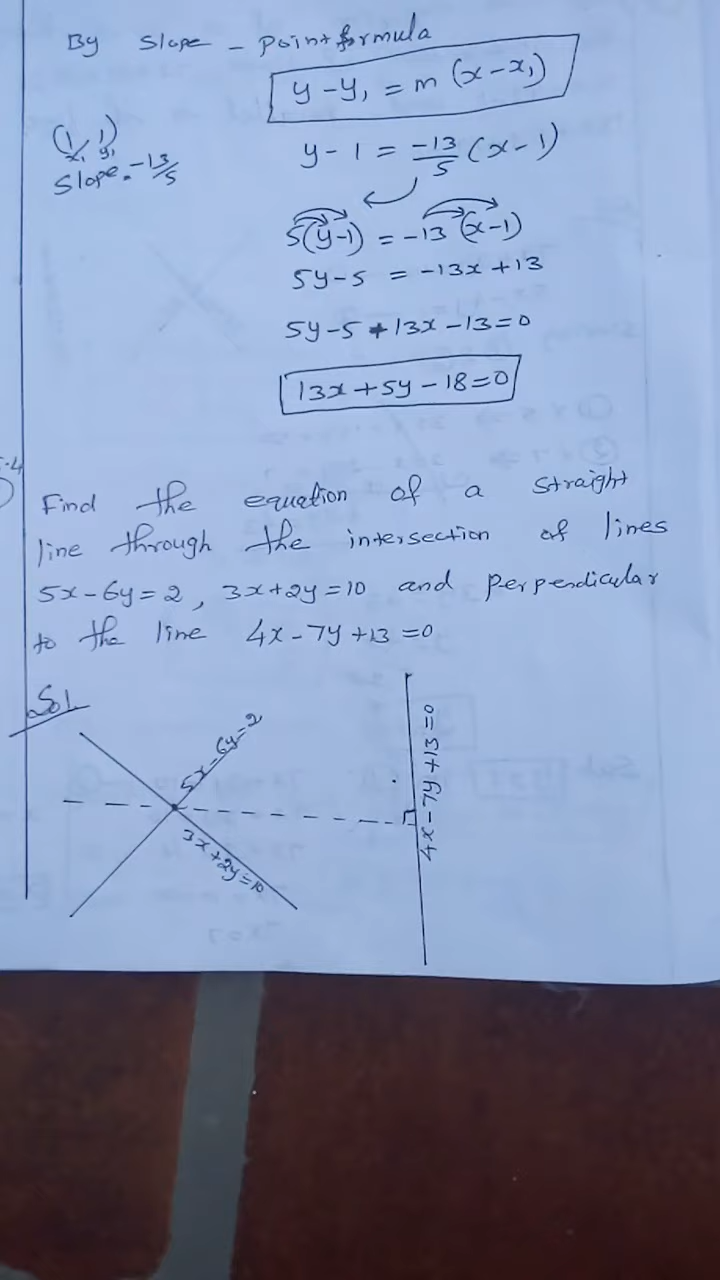 By Slope - Point formula
y - y₁ = m (x - x₁)
(1, 1)
x₁ y₁
Slope = -13/5
y - 1 = -13/5 (x - 1)
5(y-1) = -13 (x-1)
5y-5 = -13x +13
5y-5 + 13x -13=0
13x + 5y - 18 = 0
Find the equation of a straight
line through the intersection of lines
5x - 6y = 2 , 3x + 2y = 10 and perpendicular
to the line 4x - 7y + 13 = 0
Sol
5x - 6y = 2
3x + 2y = 10
4x - 7y + 13 = 0